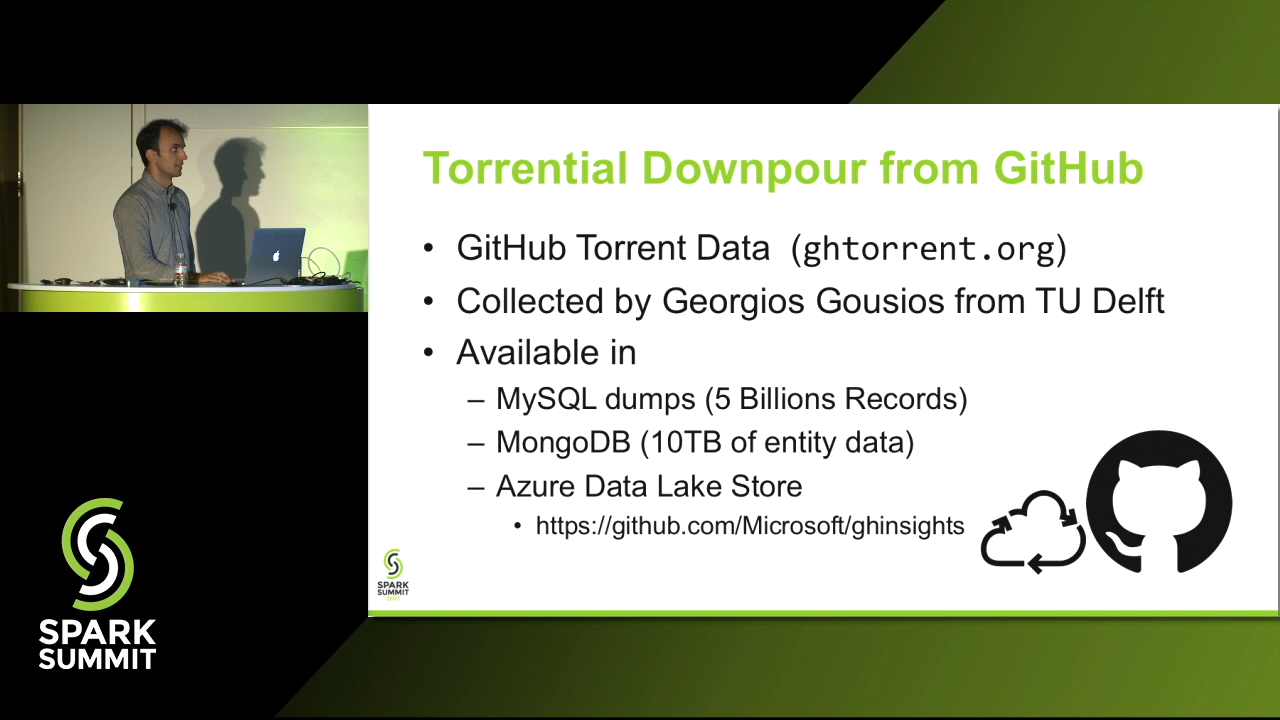 Torrential Downpour from GitHub
• GitHub Torrent Data (ghtorrent.org)
• Collected by Georgios Gousios from TU Delft
• Available in
– MySQL dumps (5 Billions Records)
– MongoDB (10TB of entity data)
– Azure Data Lake Store
• https://github.com/Microsoft/ghinsights
SPARK
SUMMIT
2017
SPARK
SUMMIT